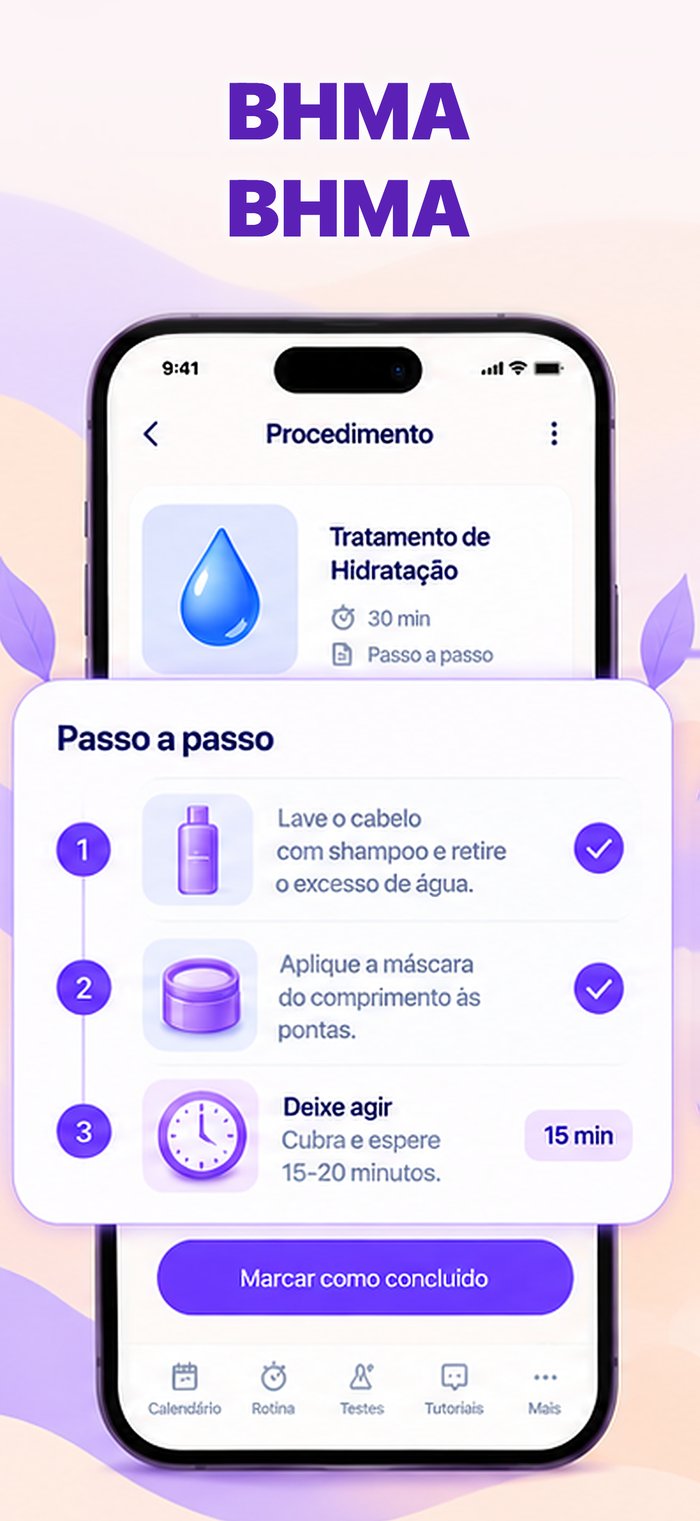 BHMA
BHMA
9:41
Procedimento
Tratamento de
Hidratação
30 min
Passo a passo
Passo a passo
1
Lave o cabelo
com shampoo e retire
o excesso de água.
2
Aplique a máscara
do comprimento às
pontas.
3
Deixe agir
Cubra e espere
15-20 minutos.
15 min
Marcar como concluido
Calendário
Rotina
Testes
Tutoriais
Mais